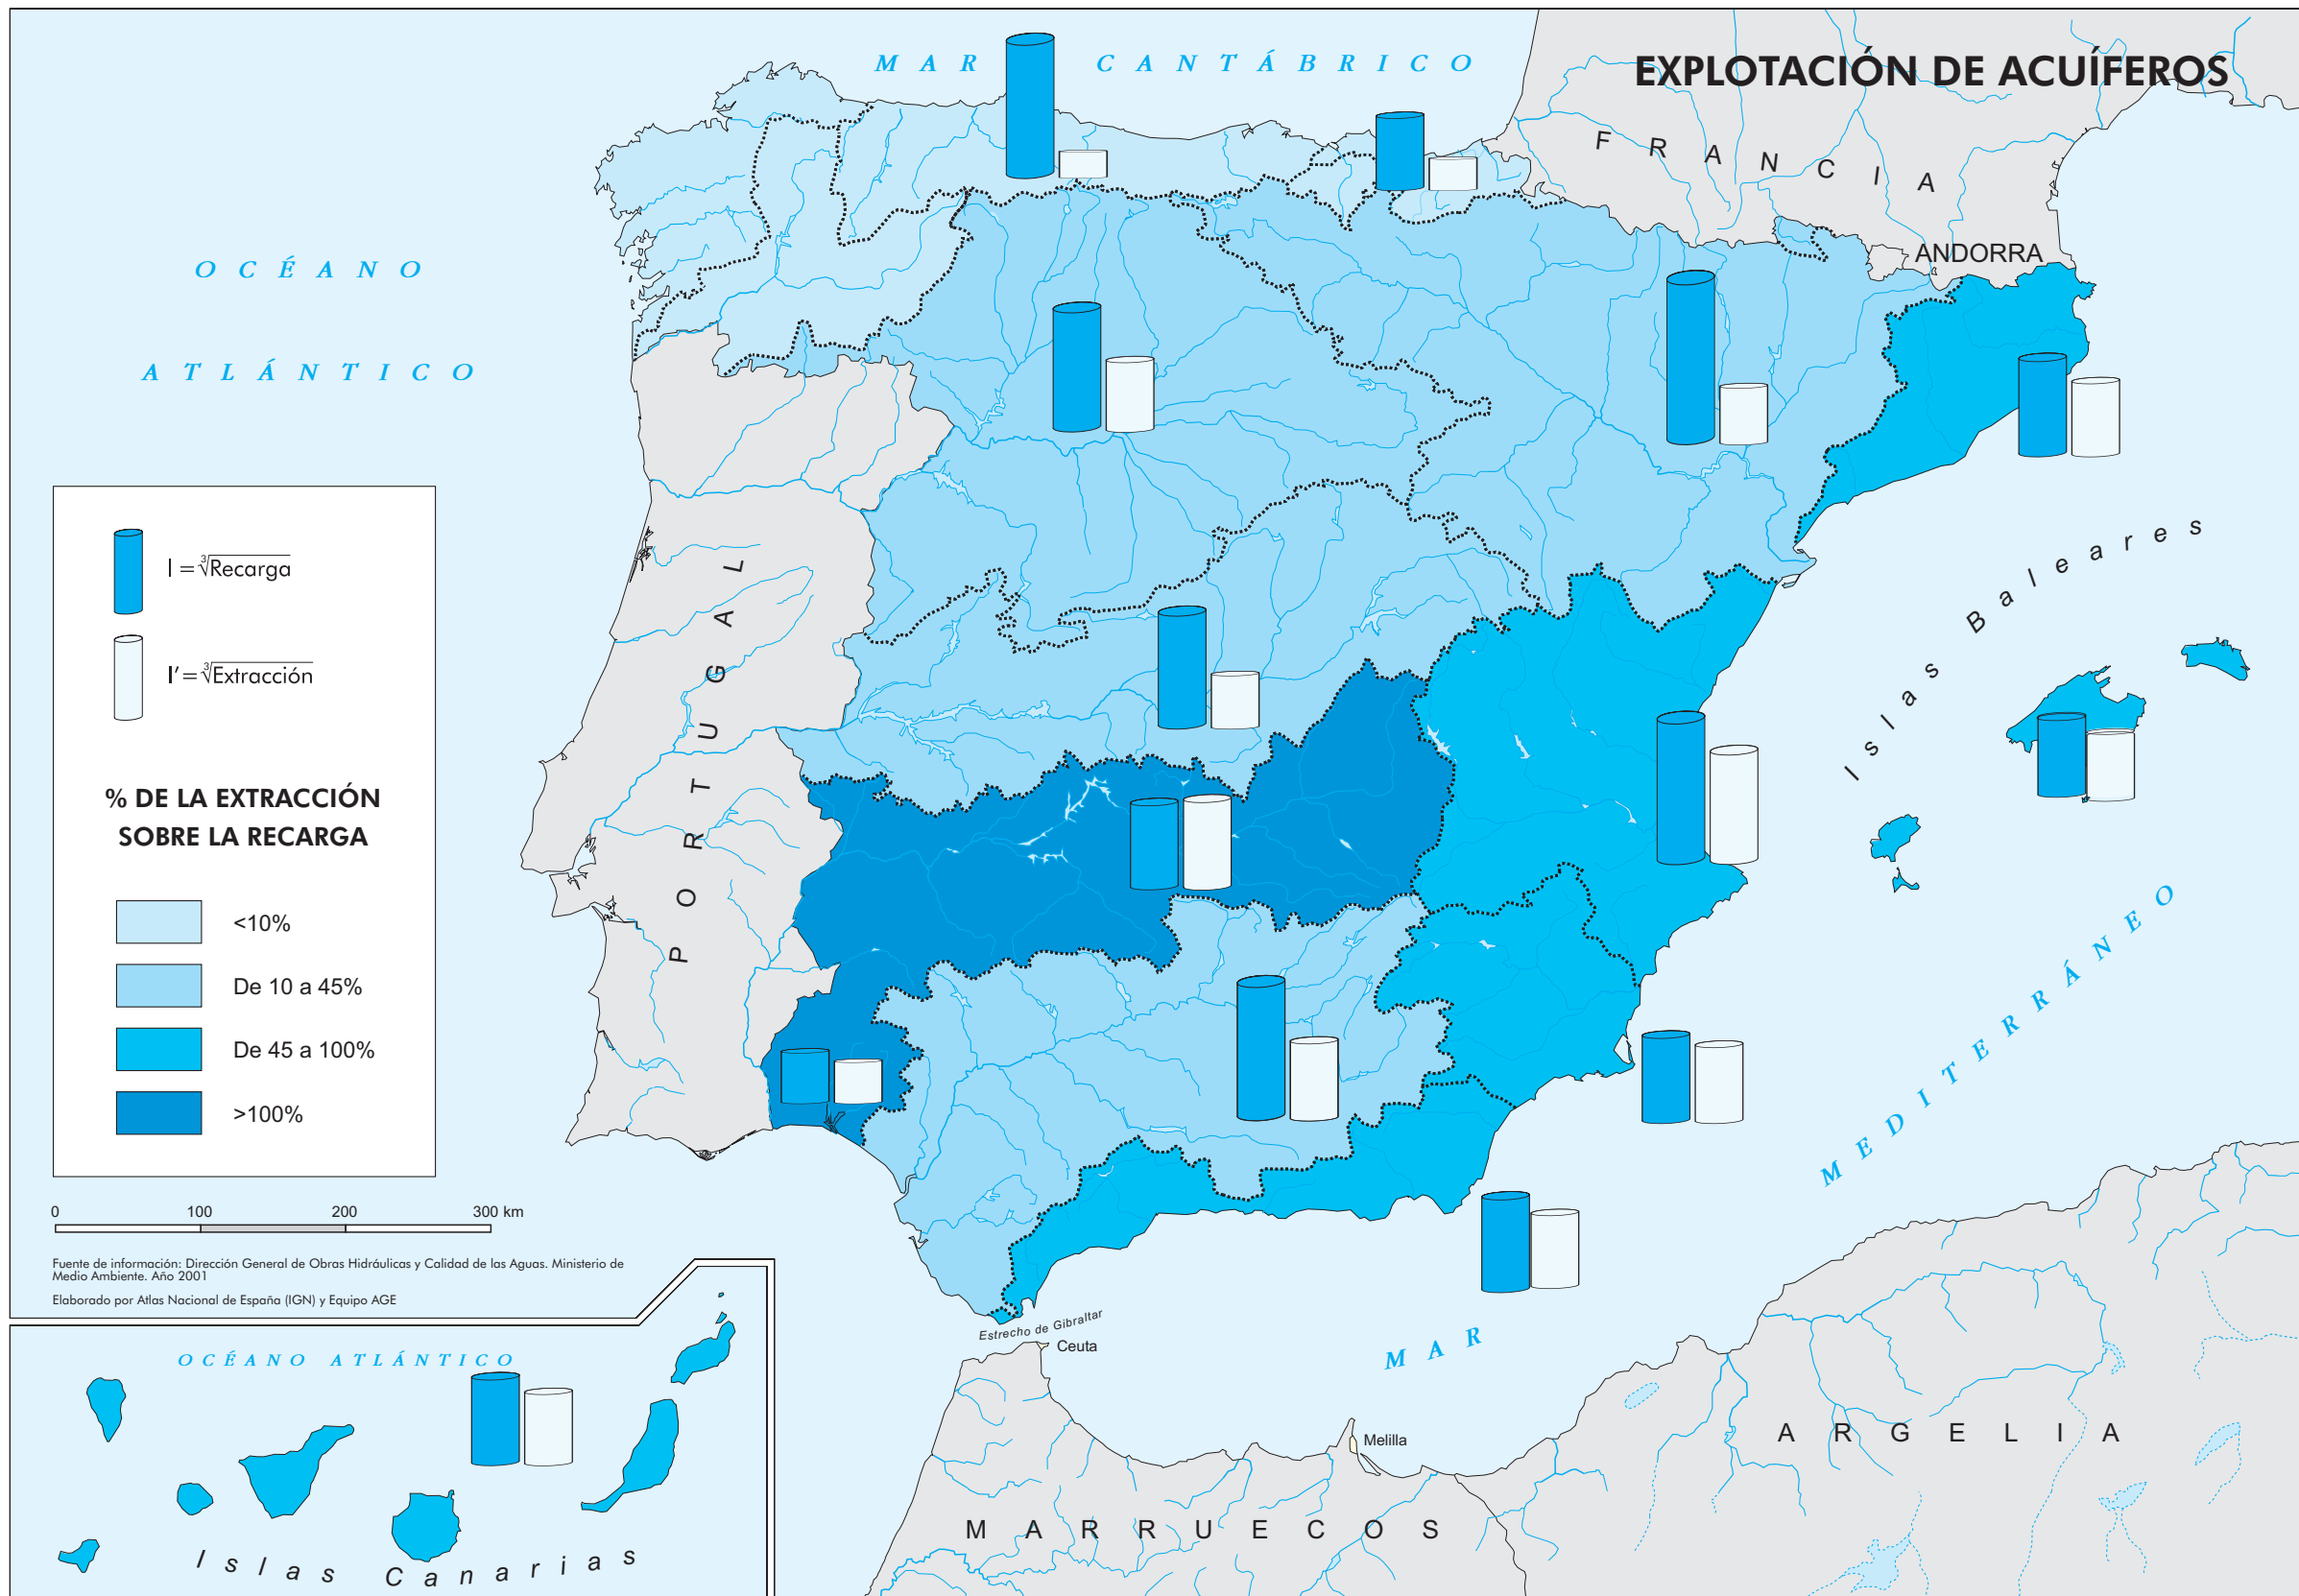 EXPLOTACIÓN DE ACUÍFEROS
MAR CANTÁBRICO
FRANCIA
ANDORRA
OCÉANO
ATLÁNTICO
PORTUGAL
Islas Baleares
MAR MEDITERRÁNEO
l = ∛Recarga
l' = ∛Extracción
% DE LA EXTRACCIÓN
SOBRE LA RECARGA
<10%
De 10 a 45%
De 45 a 100%
>100%
0 100 200 300 km
Fuente de información: Dirección General de Obras Hidráulicas y Calidad de las Aguas. Ministerio de
Medio Ambiente. Año 2001
Elaborado por Atlas Nacional de España (IGN) y Equipo AGE
Estrecho de Gibraltar
Ceuta
Melilla
MARRUECOS
ARGELIA
OCÉANO ATLÁNTICO
Islas Canarias